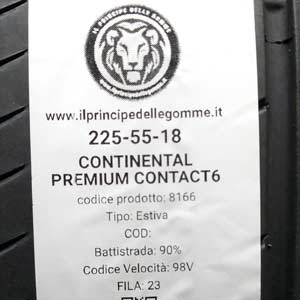 IL PRINCIPE DELLE GOMME
www.ilprincipedellegomme.it
225-55-18
CONTINENTAL
PREMIUM CONTACT6
codice prodotto: 8166
Tipo: Estiva
COD:
Battistrada: 90%
Codice Velocità: 98V
FILA: 23